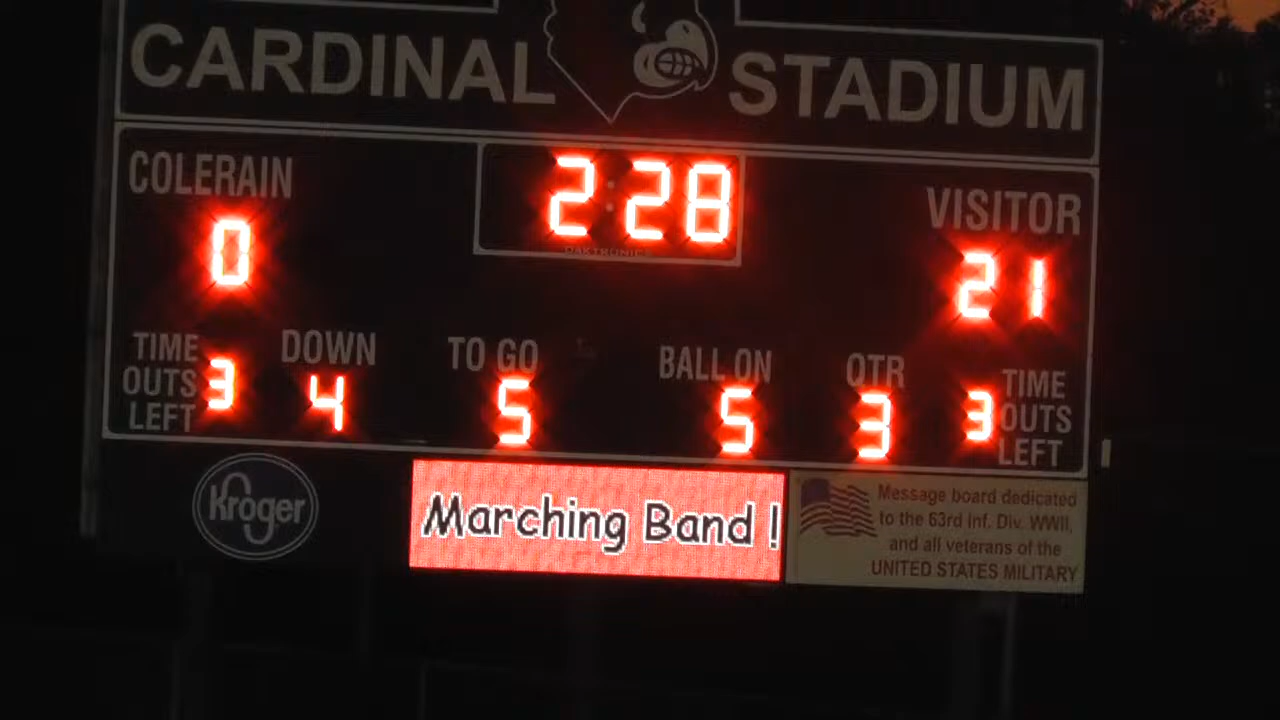 CARDINAL STADIUM
COLERAIN
2:28
VISITOR
0
21
TIME OUTS LEFT 3
DOWN 4
TO GO 5
BALL ON 5
QTR 3
3 TIME OUTS LEFT
DAKTRONICS
Kroger
Marching Band !
Message board dedicated
to the 63rd Inf. Div. WWII,
and all veterans of the
UNITED STATES MILITARY